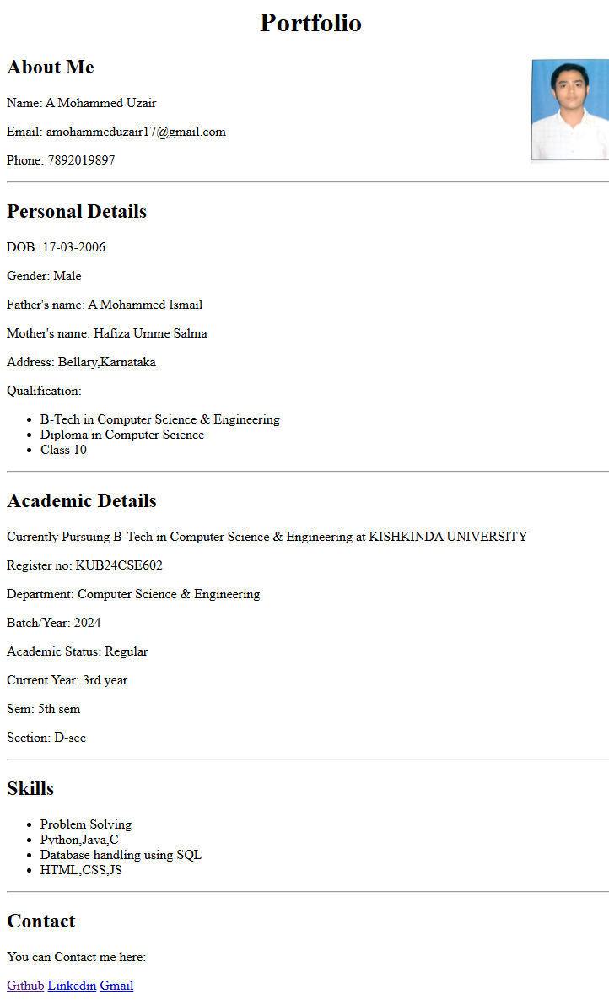 Portfolio
About Me
Name: A Mohammed Uzair
Email: amohammeduzair17@gmail.com
Phone: 7892019897
Personal Details
DOB: 17-03-2006
Gender: Male
Father's name: A Mohammed Ismail
Mother's name: Hafiza Umme Salma
Address: Bellary,Karnataka
Qualification:
B-Tech in Computer Science & Engineering
Diploma in Computer Science
Class 10
Academic Details
Currently Pursuing B-Tech in Computer Science & Engineering at KISHKINDA UNIVERSITY
Register no: KUB24CSE602
Department: Computer Science & Engineering
Batch/Year: 2024
Academic Status: Regular
Current Year: 3rd year
Sem: 5th sem
Section: D-sec
Skills
Problem Solving
Python,Java,C
Database handling using SQL
HTML,CSS,JS
Contact
You can Contact me here:
Github Linkedin Gmail